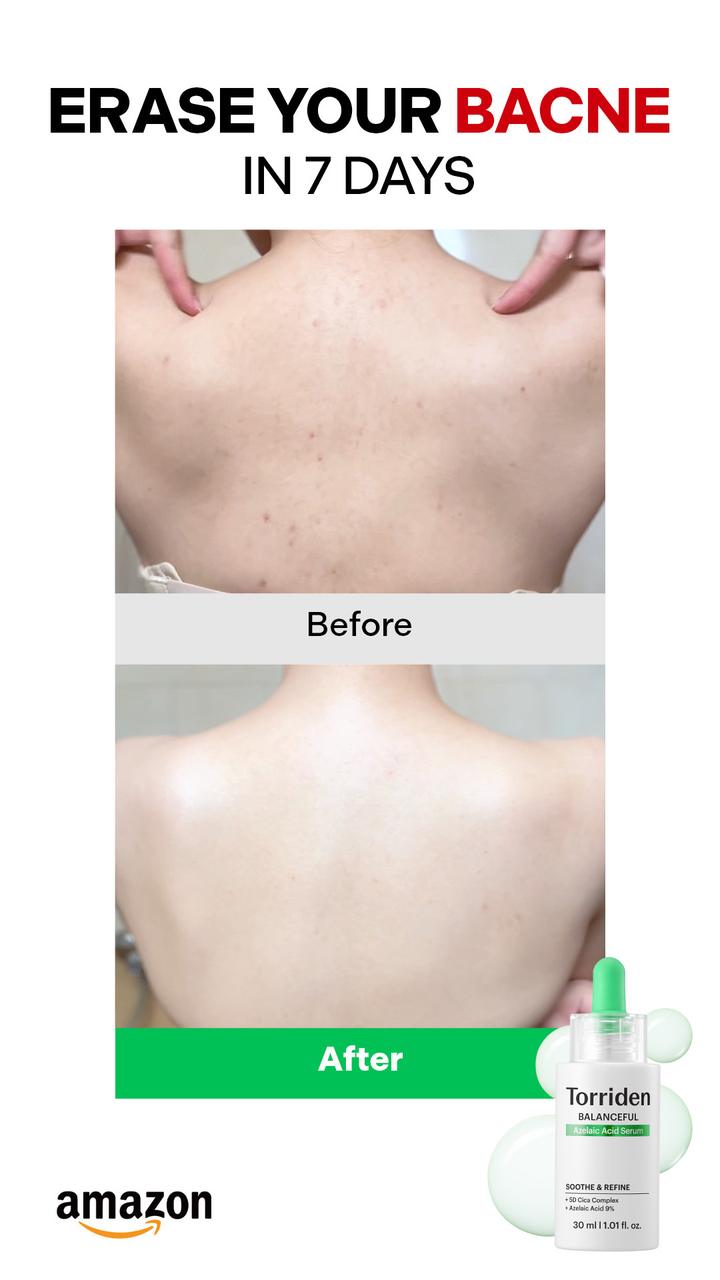 ERASE YOUR BACNE
IN 7 DAYS
Before
After
Torriden
BALANCEFUL
Azelaic Acid Serum
SOOTHE & REFINE
+ 5D Cica Complex
+ Azelaic Acid 9%
30 ml | 1.01 fl. oz.
amazon